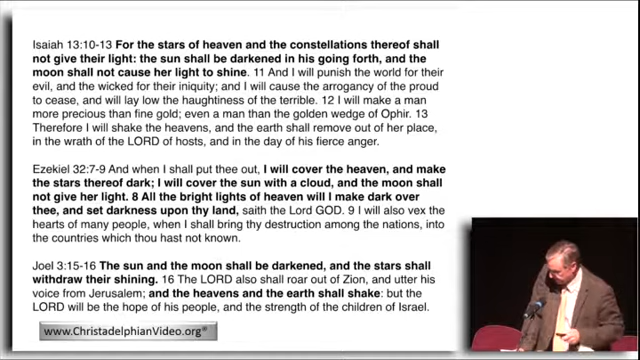 Isaiah 13:10-13 For the stars of heaven and the constellations thereof shall
not give their light: the sun shall be darkened in his going forth, and the
moon shall not cause her light to shine. 11 And I will punish the world for their
evil, and the wicked for their iniquity; and I will cause the arrogancy of the proud
to cease, and will lay low the haughtiness of the terrible. 12 I will make a man
more precious than fine gold; even a man than the golden wedge of Ophir. 13
Therefore I will shake the heavens, and the earth shall remove out of her place,
in the wrath of the LORD of hosts, and in the day of his fierce anger.
Ezekiel 32:7-9 And when I shall put thee out, I will cover the heaven, and make
the stars thereof dark; I will cover the sun with a cloud, and the moon shall
not give her light. 8 All the bright lights of heaven will I make dark over
thee, and set darkness upon thy land, saith the Lord GOD. 9 I will also vex the
hearts of many people, when I shall bring thy destruction among the nations, into
the countries which thou hast not known.
Joel 3:15-16 The sun and the moon shall be darkened, and the stars shall
withdraw their shining. 16 The LORD also shall roar out of Zion, and utter his
voice from Jerusalem; and the heavens and the earth shall shake: but the
LORD will be the hope of his people, and the strength of the children of Israel.
www.ChristadelphianVideo.org®